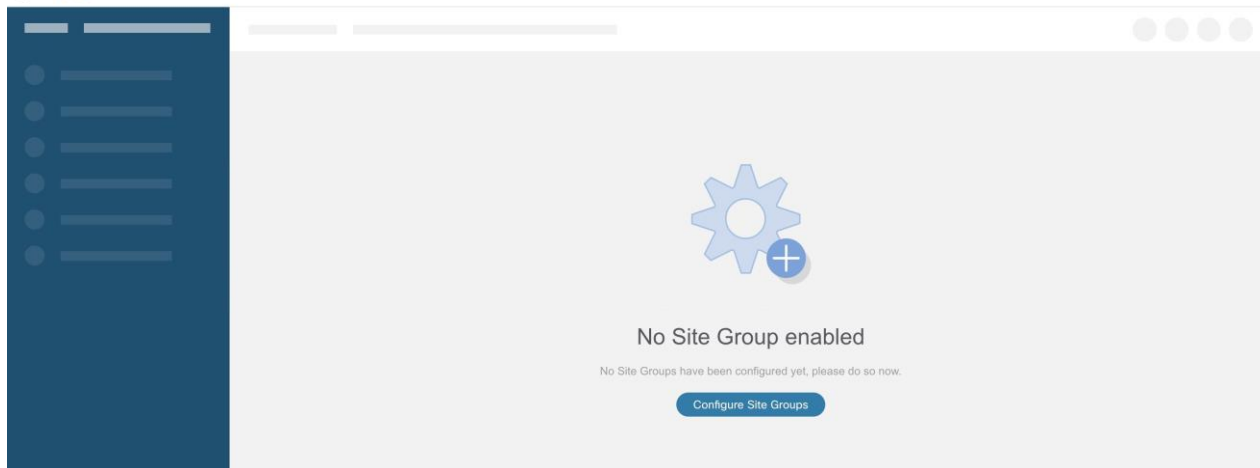 No Site Group enabled
No Site Groups have been configured yet, please do so now.
Configure Site Groups